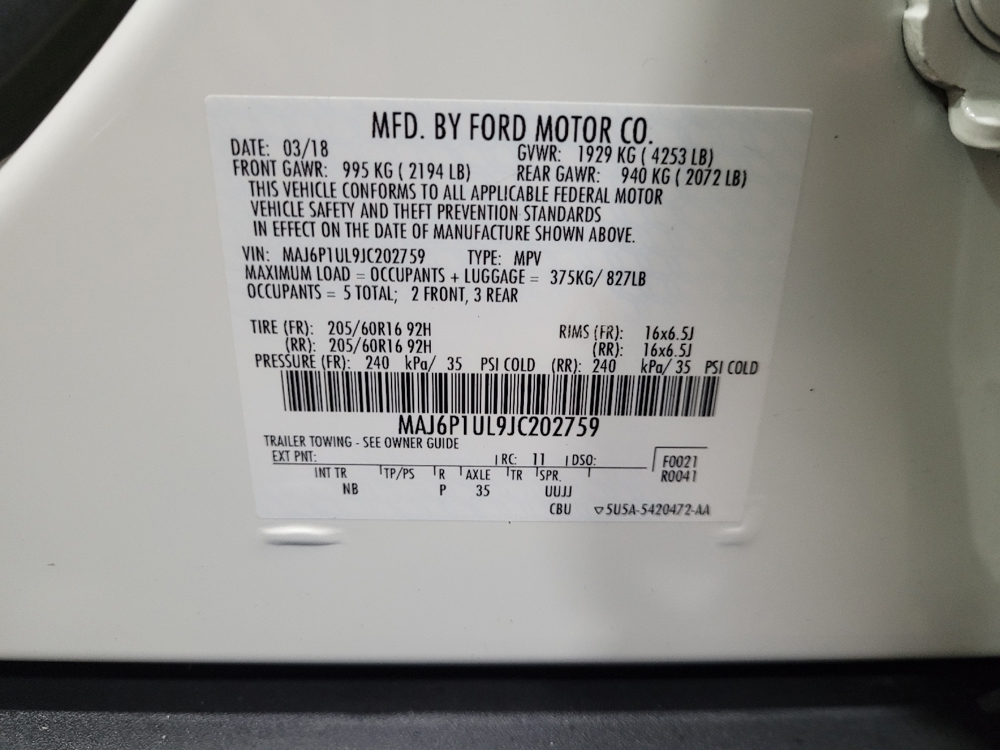 MFD. BY FORD MOTOR CO.
DATE: 03/18 GVWR: 1929 KG ( 4253 LB)
FRONT GAWR: 995 KG ( 2194 LB) REAR GAWR: 940 KG ( 2072 LB)
THIS VEHICLE CONFORMS TO ALL APPLICABLE FEDERAL MOTOR
VEHICLE SAFETY AND THEFT PREVENTION STANDARDS
IN EFFECT ON THE DATE OF MANUFACTURE SHOWN ABOVE.
VIN: MAJ6P1UL9JC202759 TYPE: MPV
MAXIMUM LOAD = OCCUPANTS + LUGGAGE = 375KG/ 827LB
OCCUPANTS = 5 TOTAL; 2 FRONT, 3 REAR
TIRE (FR): 205/60R16 92H RIMS (FR): 16x6.5J
(RR): 205/60R16 92H (RR): 16x6.5J
PRESSURE (FR): 240 kPa/ 35 PSI COLD (RR): 240 kPa/ 35 PSI COLD
MAJ6P1UL9JC202759
TRAILER TOWING - SEE OWNER GUIDE
EXT PNT: RC: 11 DSO: F0021
INT TR TP/PS R AXLE TR SPR. R0041
NB P 35 UUJJ
CBU ▽5U5A-5420472-AA